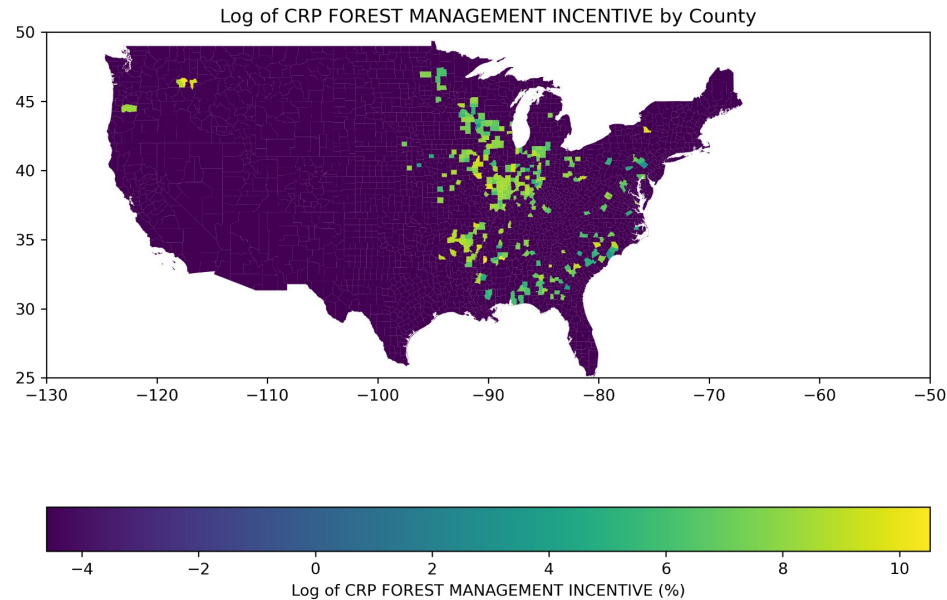 Log of CRP FOREST MANAGEMENT INCENTIVE by County
50
45
40
35
30
25
−130 −120 −110 −100 −90 −80 −70 −60 −50
−4 −2 0 2 4 6 8 10
Log of CRP FOREST MANAGEMENT INCENTIVE (%)